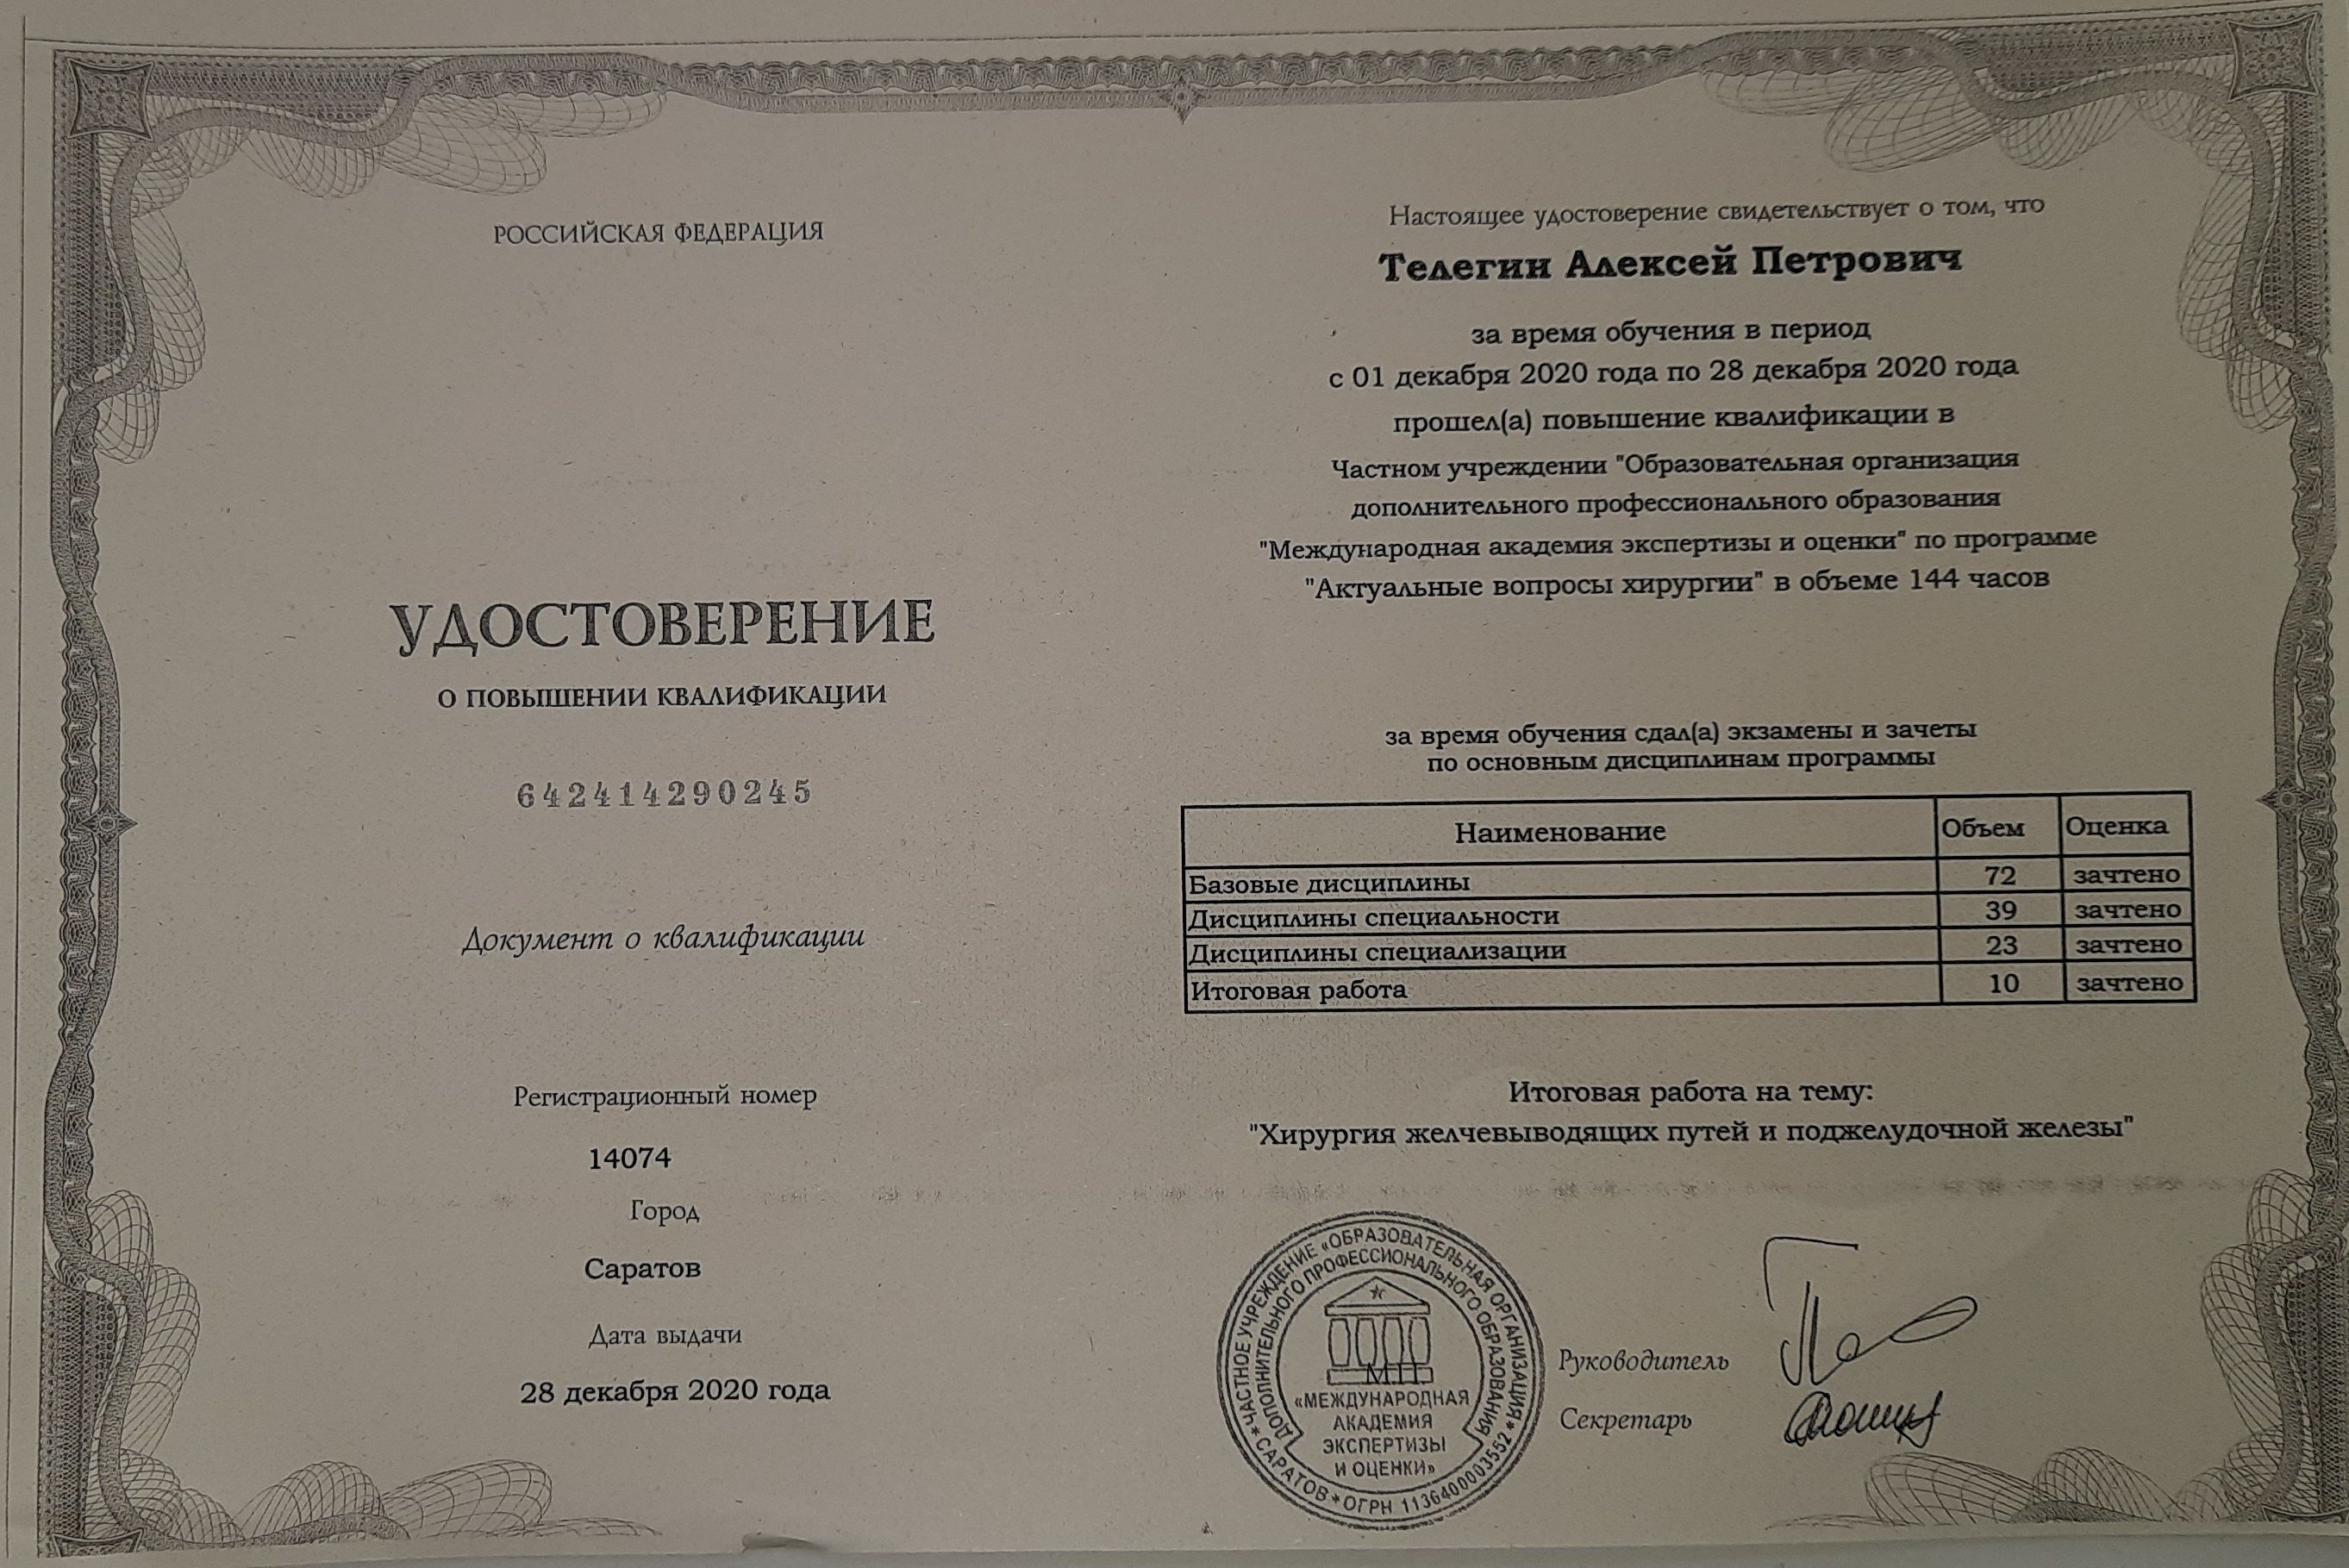 РОССИЙСКАЯ ФЕДЕРАЦИЯ
УДОСТОВЕРЕНИЕ
О ПОВЫШЕНИИ КВАЛИФИКАЦИИ
642414290245
Документ о квалификации
Регистрационный номер
14074
Город
Саратов
Дата выдачи
28 декабря 2020 года
Настоящее удостоверение свидетельствует о том, что
Телегин Алексей Петрович
за время обучения в период
с 01 декабря 2020 года по 28 декабря 2020 года
прошел(а) повышение квалификации в
Частном учреждении "Образовательная организация
дополнительного профессионального образования
"Международная академия экспертизы и оценки" по программе
"Актуальные вопросы хирургии" в объеме 144 часов
за время обучения сдал(а) экзамены и зачеты
по основным дисциплинам программы
Наименование Объем Оценка
Базовые дисциплины 72 зачтено
Дисциплины специальности 39 зачтено
Дисциплины специализации 23 зачтено
Итоговая работа 10 зачтено
Итоговая работа на тему:
"Хирургия желчевыводящих путей и поджелудочной железы"
ЧАСТНОЕ УЧРЕЖДЕНИЕ «ОБРАЗОВАТЕЛЬНАЯ ОРГАНИЗАЦИЯ
ДОПОЛНИТЕЛЬНОГО ПРОФЕССИОНАЛЬНОГО ОБРАЗОВАНИЯ
М.П.
«МЕЖДУНАРОДНАЯ
АКАДЕМИЯ
ЭКСПЕРТИЗЫ
И ОЦЕНКИ»
* САРАТОВ * ОГРН 1136400003552 *
Руководитель
Секретарь